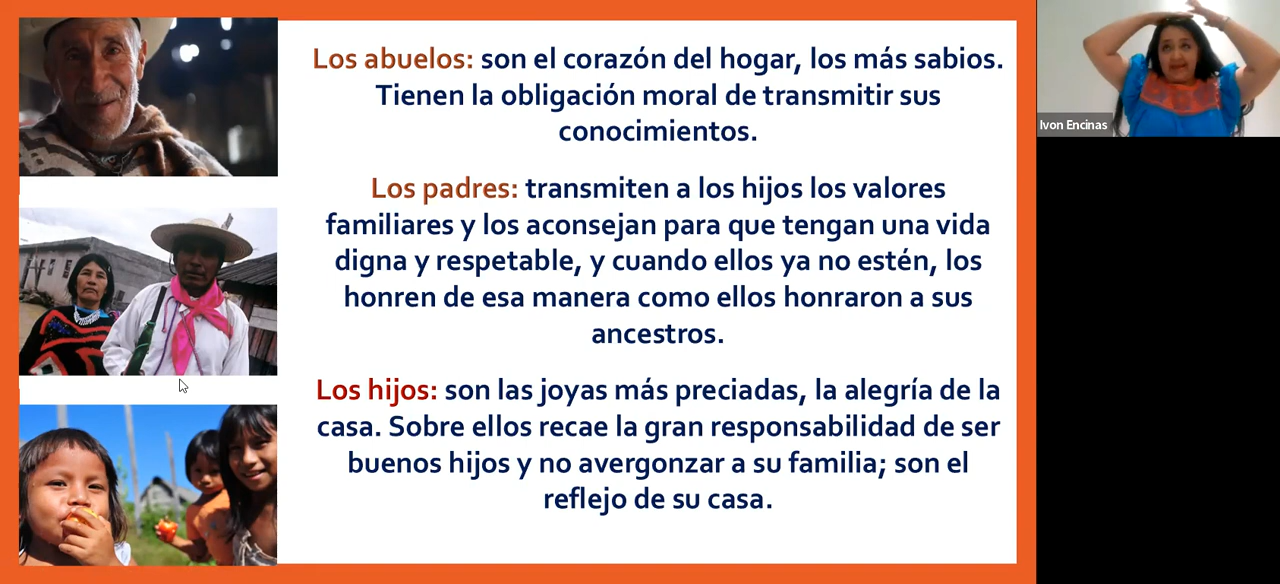 Los abuelos: son el corazón del hogar, los más sabios.
Tienen la obligación moral de transmitir sus
conocimientos.
Los padres: transmiten a los hijos los valores
familiares y los aconsejan para que tengan una vida
digna y respetable, y cuando ellos ya no estén, los
honren de esa manera como ellos honraron a sus
ancestros.
Los hijos: son las joyas más preciadas, la alegría de la
casa. Sobre ellos recae la gran responsabilidad de ser
buenos hijos y no avergonzar a su familia; son el
reflejo de su casa.
Ivon Encinas